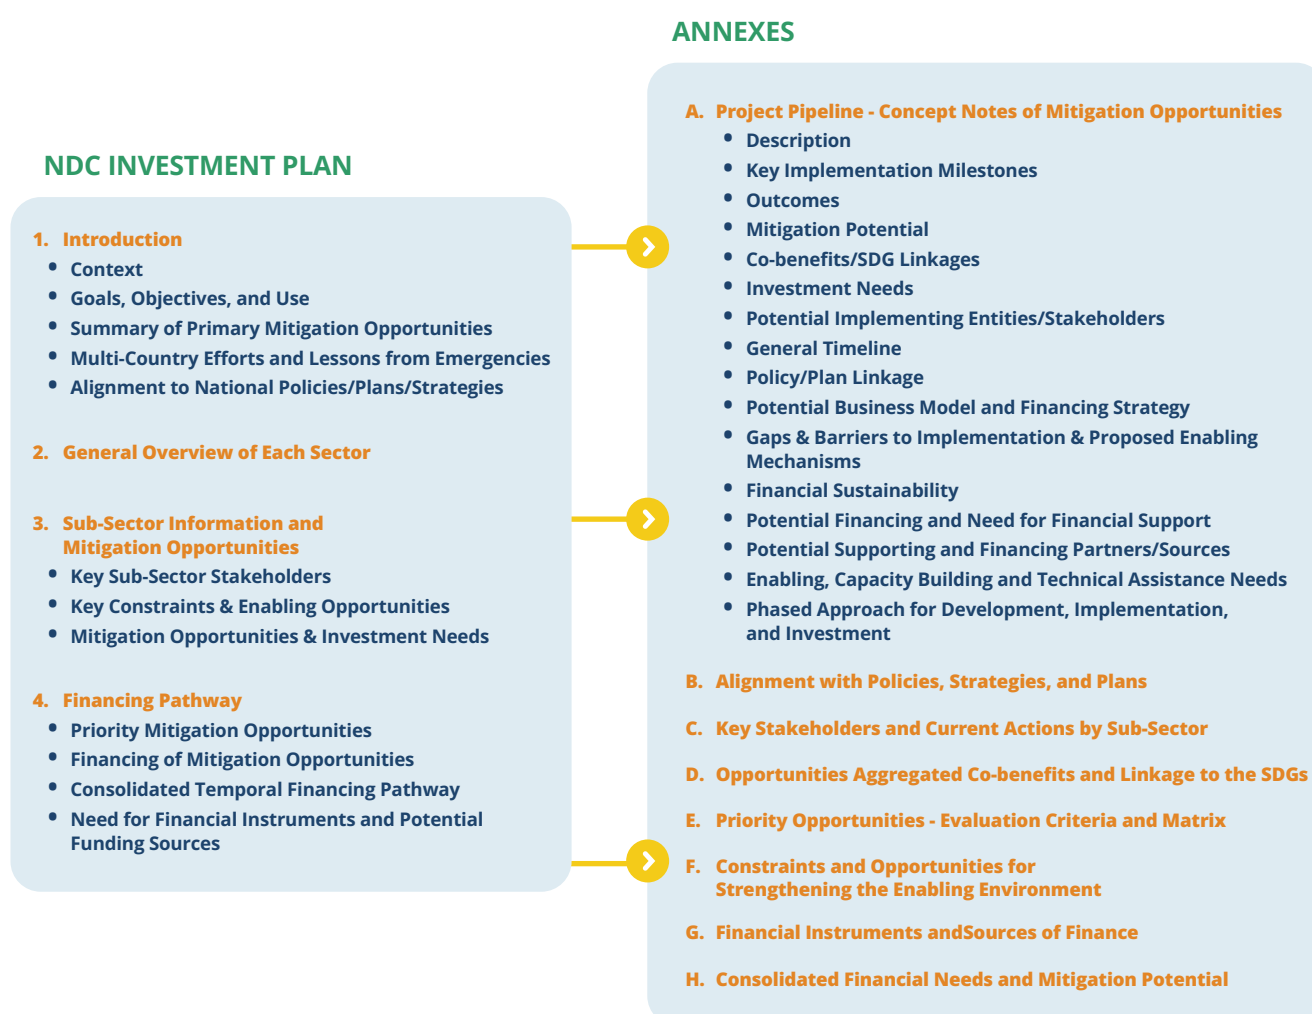 NDC INVESTMENT PLAN
1. Introduction
• Context
• Goals, Objectives, and Use
• Summary of Primary Mitigation Opportunities
• Multi-Country Efforts and Lessons from Emergencies
• Alignment to National Policies/Plans/Strategies
2. General Overview of Each Sector
3. Sub-Sector Information and
Mitigation Opportunities
• Key Sub-Sector Stakeholders
• Key Constraints & Enabling Opportunities
• Mitigation Opportunities & Investment Needs
4. Financing Pathway
• Priority Mitigation Opportunities
• Financing of Mitigation Opportunities
• Consolidated Temporal Financing Pathway
• Need for Financial Instruments and Potential
Funding Sources
ANNEXES
A. Project Pipeline - Concept Notes of Mitigation Opportunities
• Description
• Key Implementation Milestones
• Outcomes
• Mitigation Potential
• Co-benefits/SDG Linkages
• Investment Needs
• Potential Implementing Entities/Stakeholders
• General Timeline
• Policy/Plan Linkage
• Potential Business Model and Financing Strategy
• Gaps & Barriers to Implementation & Proposed Enabling
Mechanisms
• Financial Sustainability
• Potential Financing and Need for Financial Support
• Potential Supporting and Financing Partners/Sources
• Enabling, Capacity Building and Technical Assistance Needs
• Phased Approach for Development, Implementation,
and Investment
B. Alignment with Policies, Strategies, and Plans
C. Key Stakeholders and Current Actions by Sub-Sector
D. Opportunities Aggregated Co-benefits and Linkage to the SDGs
E. Priority Opportunities - Evaluation Criteria and Matrix
F. Constraints and Opportunities for
Strengthening the Enabling Environment
G. Financial Instruments andSources of Finance
H. Consolidated Financial Needs and Mitigation Potential